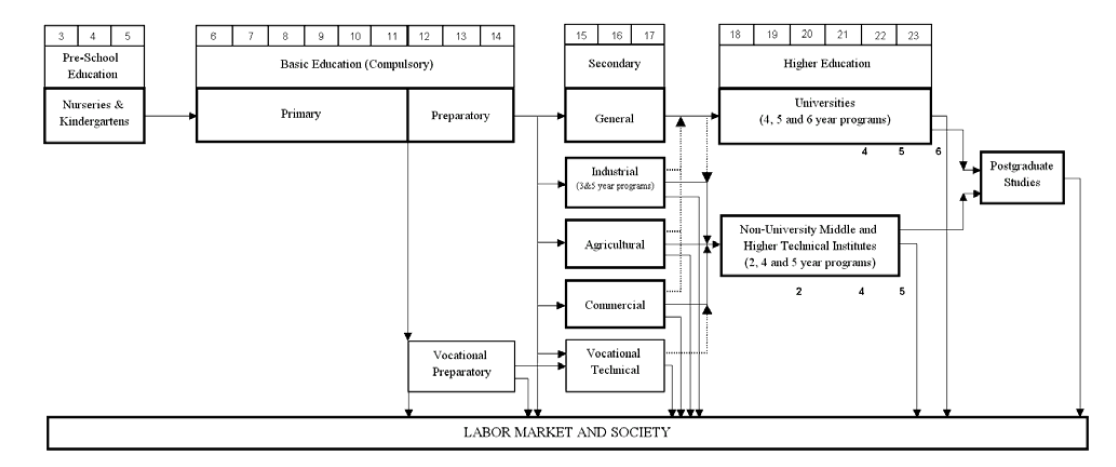 3 4 5 6 7 8 9 10 11 12 13 14 15 16 17 18 19 20 21 22 23
Pre-School
Education
Basic Education (Compulsory)
Secondary
Higher Education
Nurseries &
Kindergartens
Primary
Preparatory
General
Universities
(4, 5 and 6 year programs)
4 5 6
Industrial
(3&5 year programs)
Postgraduate
Studies
Agricultural
Non-University Middle and
Higher Technical Institutes
(2, 4 and 5 year programs)
2 4 5
Commercial
Vocational
Preparatory
Vocational
Technical
LABOR MARKET AND SOCIETY